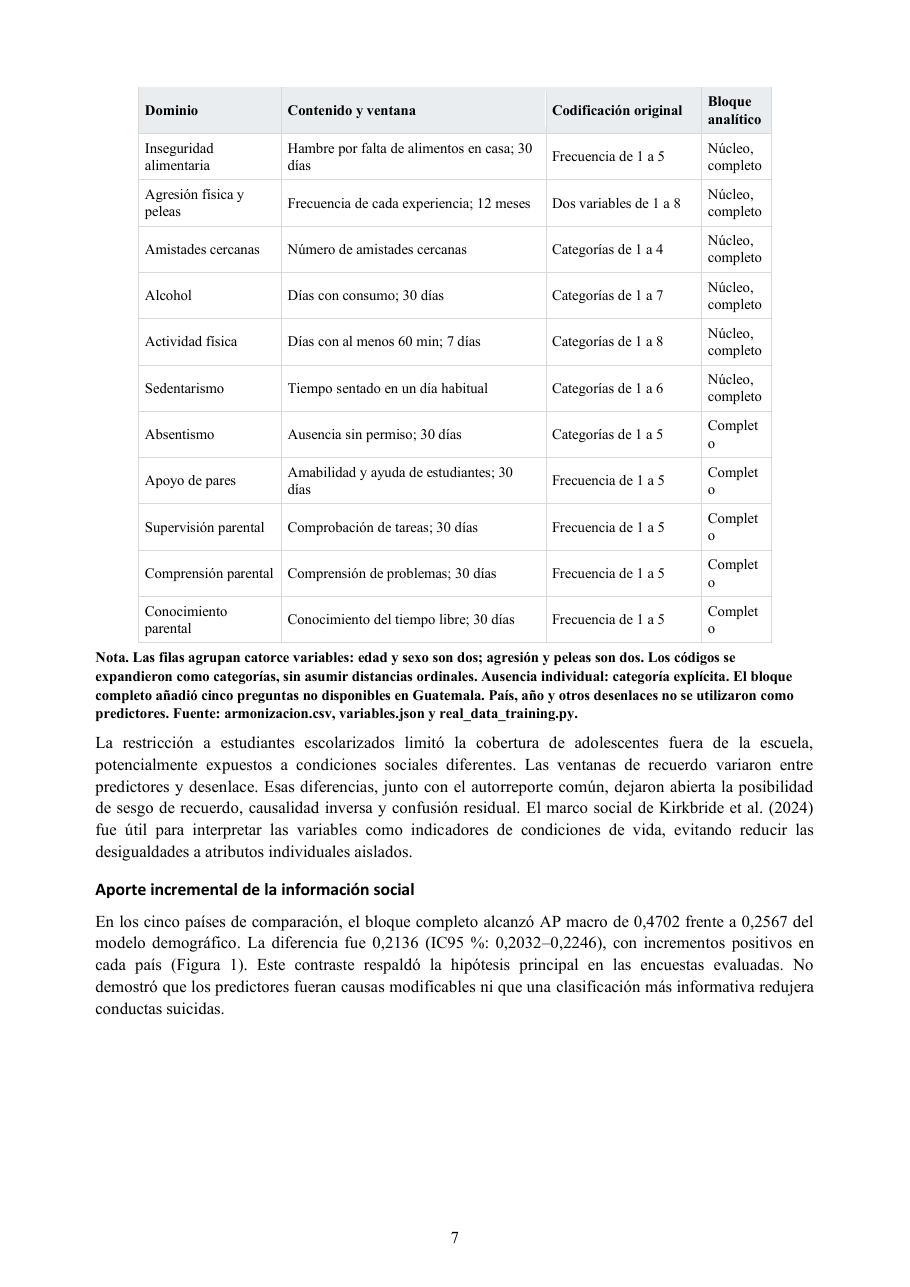 Dominio Contenido y ventana Codificación original Bloque analítico
Inseguridad alimentaria Hambre por falta de alimentos en casa; 30 días Frecuencia de 1 a 5 Núcleo, completo
Agresión física y peleas Frecuencia de cada experiencia; 12 meses Dos variables de 1 a 8 Núcleo, completo
Amistades cercanas Número de amistades cercanas Categorías de 1 a 4 Núcleo, completo
Alcohol Días con consumo; 30 días Categorías de 1 a 7 Núcleo, completo
Actividad física Días con al menos 60 min; 7 días Categorías de 1 a 8 Núcleo, completo
Sedentarismo Tiempo sentado en un día habitual Categorías de 1 a 6 Núcleo, completo
Absentismo Ausencia sin permiso; 30 días Categorías de 1 a 5 Completo
Apoyo de pares Amabilidad y ayuda de estudiantes; 30 días Frecuencia de 1 a 5 Completo
Supervisión parental Comprobación de tareas; 30 días Frecuencia de 1 a 5 Completo
Comprensión parental Comprensión de problemas; 30 días Frecuencia de 1 a 5 Completo
Conocimiento parental Conocimiento del tiempo libre; 30 días Frecuencia de 1 a 5 Completo
Nota. Las filas agrupan catorce variables: edad y sexo son dos; agresión y peleas son dos. Los códigos se
expandieron como categorías, sin asumir distancias ordinales. Ausencia individual: categoría explícita. El bloque
completo añadió cinco preguntas no disponibles en Guatemala. País, año y otros desenlaces no se utilizaron como
predictores. Fuente: armonizacion.csv, variables.json y real_data_training.py.
La restricción a estudiantes escolarizados limitó la cobertura de adolescentes fuera de la escuela,
potencialmente expuestos a condiciones sociales diferentes. Las ventanas de recuerdo variaron entre
predictores y desenlace. Esas diferencias, junto con el autorreporte común, dejaron abierta la posibilidad
de sesgo de recuerdo, causalidad inversa y confusión residual. El marco social de Kirkbride et al. (2024)
fue útil para interpretar las variables como indicadores de condiciones de vida, evitando reducir las
desigualdades a atributos individuales aislados.
Aporte incremental de la información social
En los cinco países de comparación, el bloque completo alcanzó AP macro de 0,4702 frente a 0,2567 del
modelo demográfico. La diferencia fue 0,2136 (IC95 %: 0,2032–0,2246), con incrementos positivos en
cada país (Figura 1). Este contraste respaldó la hipótesis principal en las encuestas evaluadas. No
demostró que los predictores fueran causas modificables ni que una clasificación más informativa redujera
conductas suicidas.
7